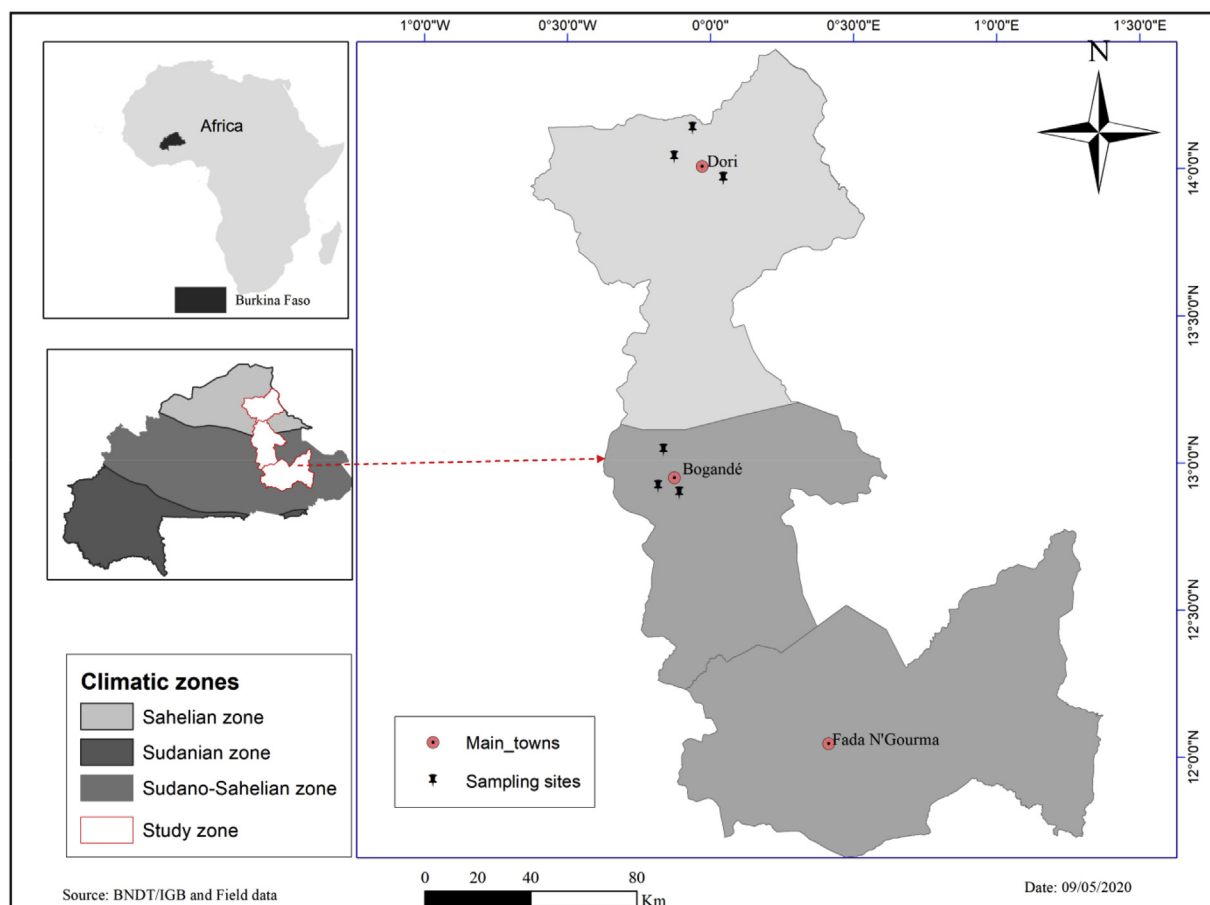 1°0'0"W 0°30'0"W 0°0'0" 0°30'0"E 1°0'0"E 1°30'0"E
Africa
Burkina Faso
N
Dori
Bogandé
Fada N'Gourma
14°0'0"N
13°30'0"N
13°0'0"N
12°30'0"N
12°0'0"N
Climatic zones
Sahelian zone
Sudanian zone
Sudano-Sahelian zone
Study zone
Main_towns
Sampling sites
Source: BNDT/IGB and Field data
0 20 40 80
Km
Date: 09/05/2020